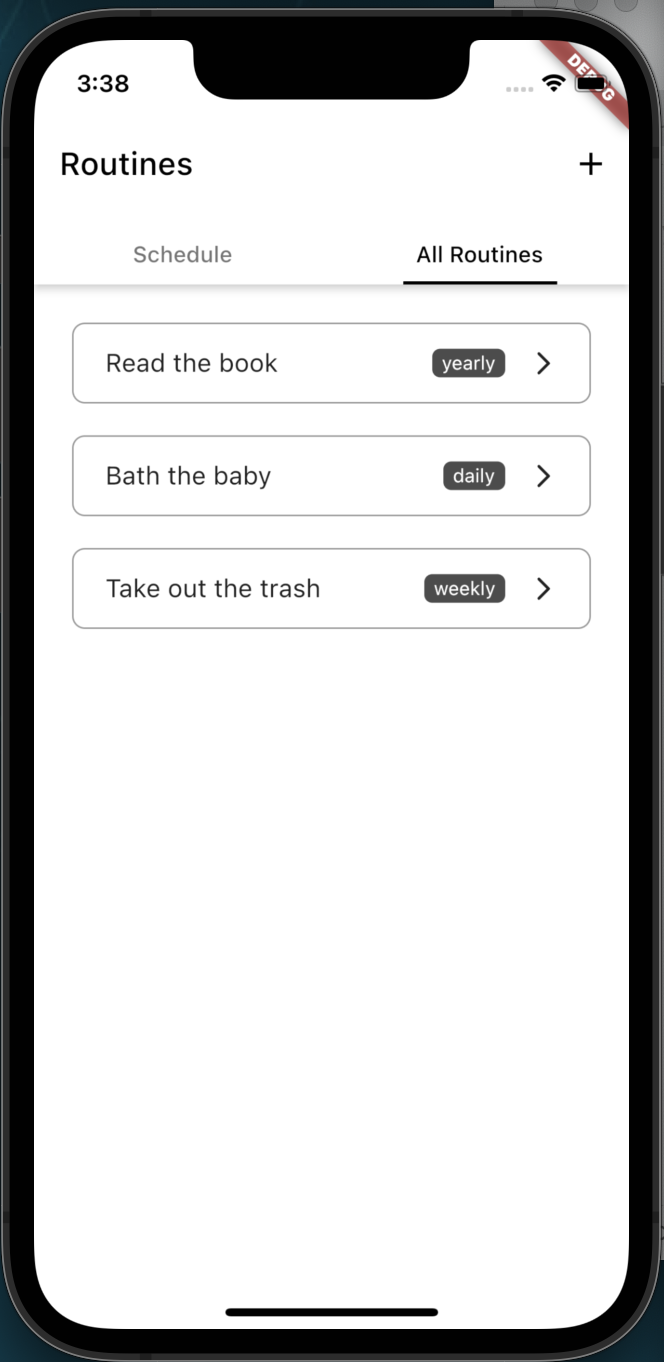 3:38
DEBUG
Routines
Schedule
All Routines
Read the book
yearly
Bath the baby
daily
Take out the trash
weekly